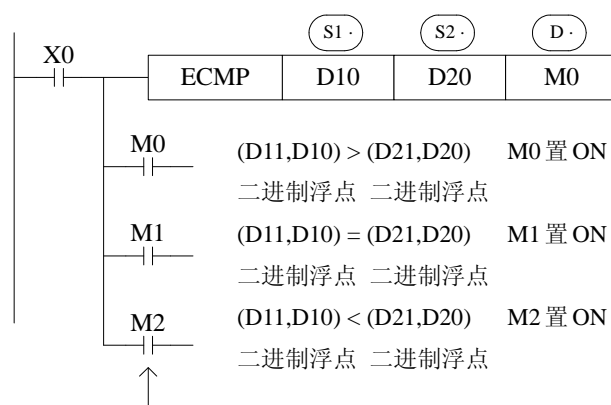 S1· S2· D·
X0
ECMP D10 D20 M0
M0 (D11,D10) > (D21,D20) M0 置 ON
二进制浮点 二进制浮点
M1 (D11,D10) = (D21,D20) M1 置 ON
二进制浮点 二进制浮点
M2 (D11,D10) < (D21,D20) M2 置 ON
二进制浮点 二进制浮点